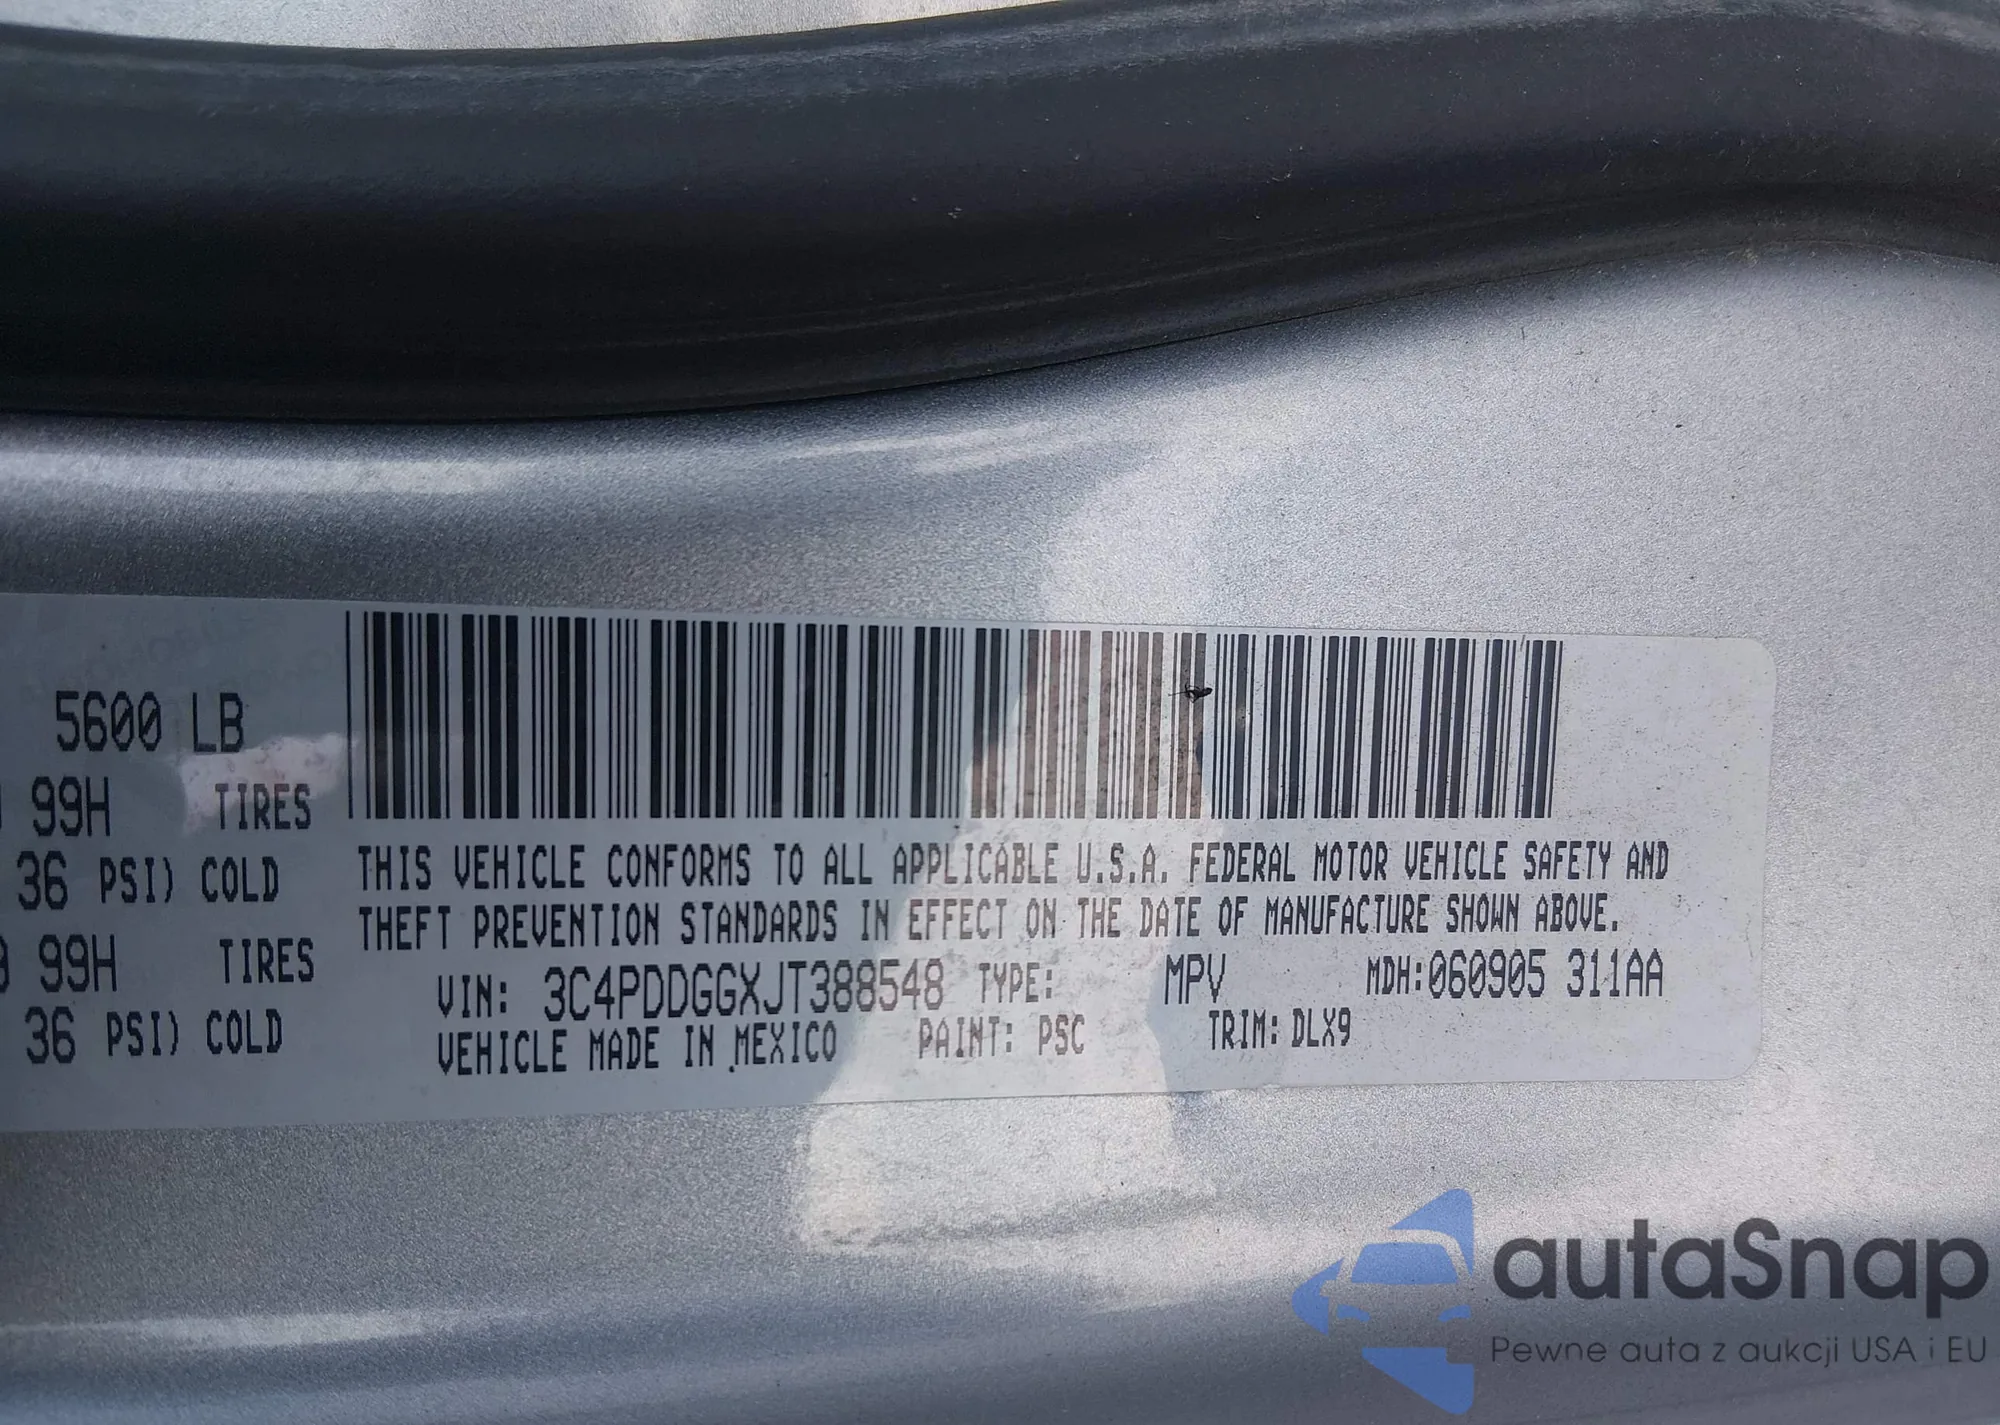 5600 LB
99H TIRES
36 PSI) COLD
99H TIRES
36 PSI) COLD
THIS VEHICLE CONFORMS TO ALL APPLICABLE U.S.A. FEDERAL MOTOR VEHICLE SAFETY AND
THEFT PREVENTION STANDARDS IN EFFECT ON THE DATE OF MANUFACTURE SHOWN ABOVE.
VIN: 3C4PDDGGXJT388548 TYPE: MPV MDH:060905 311AA
VEHICLE MADE IN MEXICO PAINT: PSC TRIM: DLX9
autaSnap
Pewne auta z aukcji USA i EU